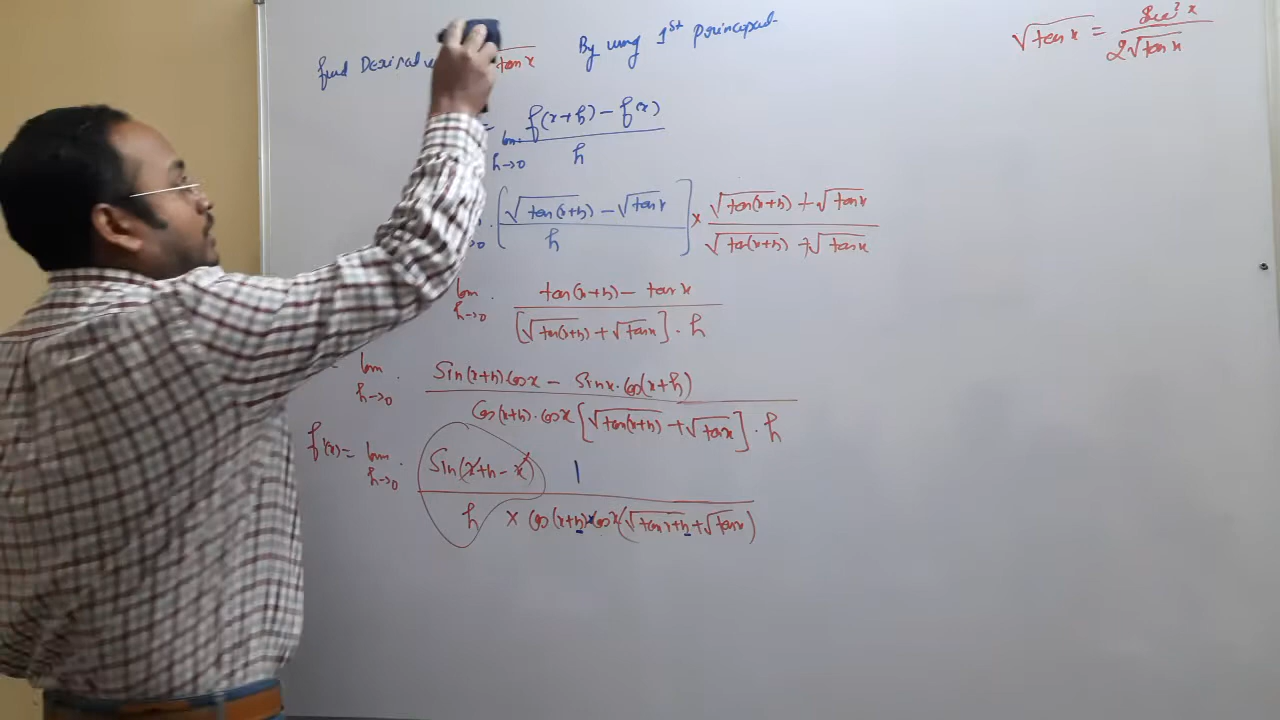 find Derivative √tan x By using 1st principal
= lim h→0 f(x+h) – f(x) / h
lim h→0 [√tan(x+h) – √tan x / h] × √tan(x+h) + √tan x / √tan(x+h) + √tan x
lim h→0 tan(x+h) – tan x / [√tan(x+h) + √tan x] · h
= lim h→0 Sin(x+h) Cos x – Sin x · Cos(x+h) / Cos(x+h) · Cos x [√tan(x+h) + √tan x] · h
f'(x) = lim h→0 Sin(x+h – x) 1 / h × Cos(x+h) × Cos x (√tan x+h + √tan x)
√tan x = Sec² x / 2√tan x